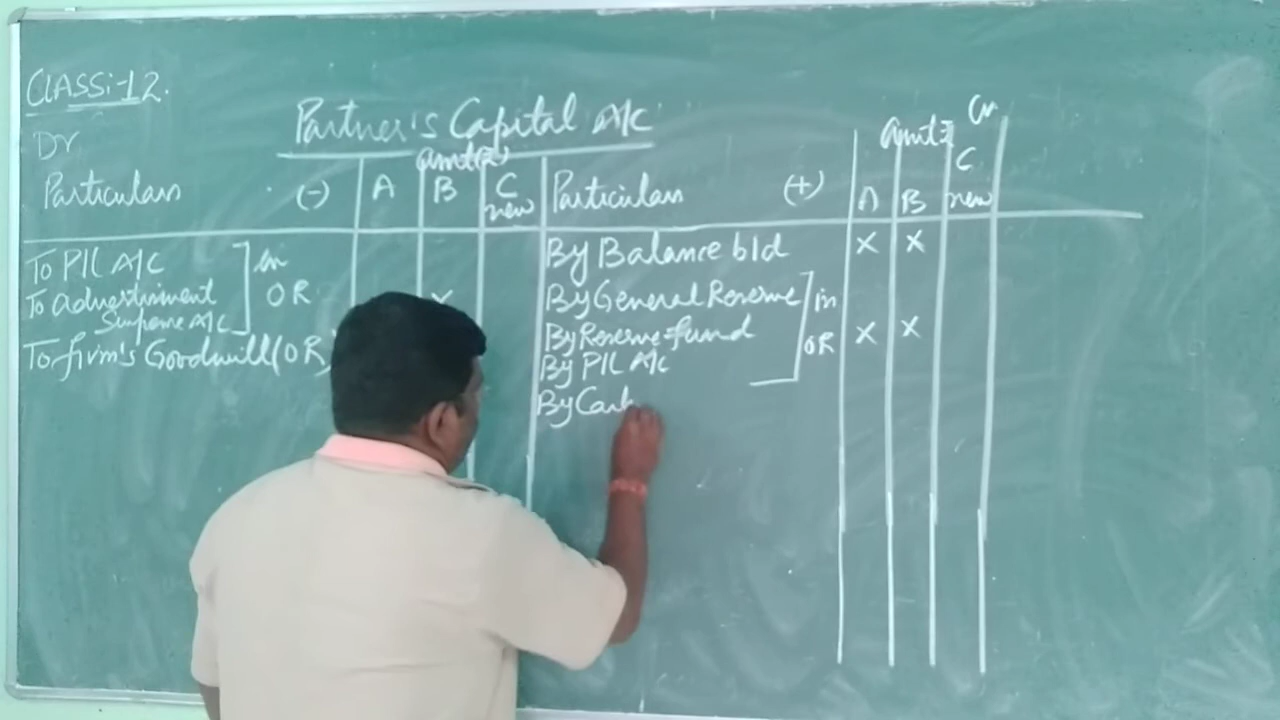 CLASS:-12.
Partner's Capital A/c
Dr
Cr
Particulars (-) A B C new
amt(₹)
Particulars (+) A B C new
amt₹
To P/L A/c
To Advertisment
Suspense A/c
in
OR
X
To firm's Goodwill (OR)
By Balance b/d X X
By General Reserve
By Reserve fund
By P/L A/c
in
OR
X X
By Cash